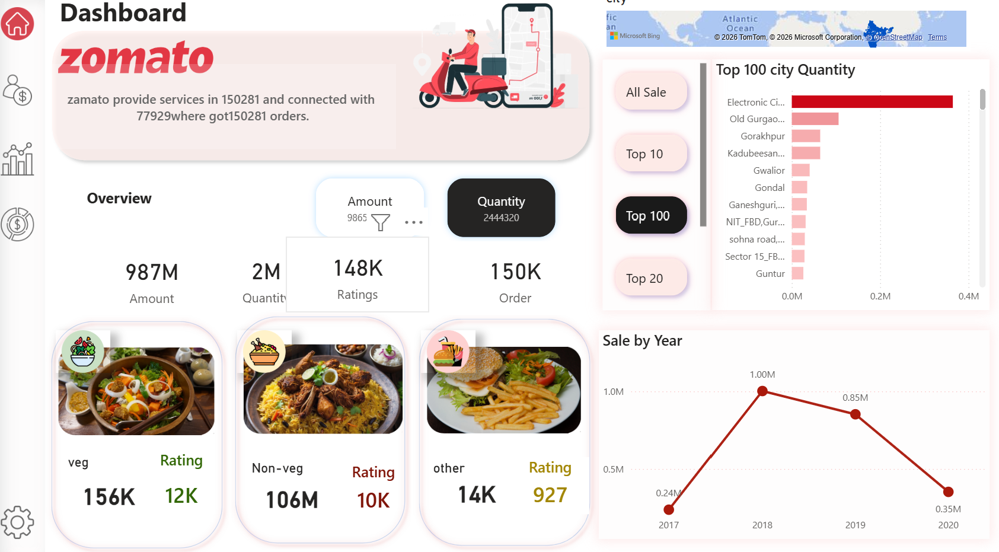 Dashboard
zomato
zamato provide services in 150281 and connected with
77929where got150281 orders.
Overview
Amount
9865
Quantity
2444320
987M
Amount
2M
Quantity
148K
Ratings
150K
Order
veg
Rating
156K
12K
Non-veg
Rating
106M
10K
other
Rating
14K
927
city
Atlantic
Ocean
Microsoft Bing
© 2026 TomTom, © 2026 Microsoft Corporation, © OpenStreetMap Terms
All Sale
Top 10
Top 100
Top 20
Top 100 city Quantity
Electronic Ci...
Old Gurgao...
Gorakhpur
Kadubeesan...
Gwalior
Gondal
Ganeshguri,...
NIT_FBD,Gur...
sohna road,...
Sector 15_FB...
Guntur
0.0M 0.2M 0.4M
Sale by Year
1.0M
0.5M
0.24M
1.00M
0.85M
0.35M
2017 2018 2019 2020